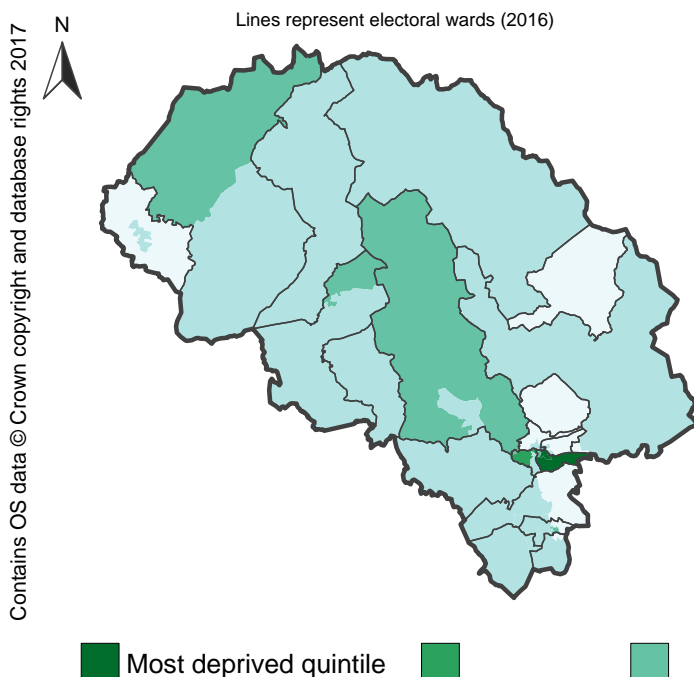 Lines represent electoral wards (2016)
N
Contains OS data © Crown copyright and database rights 2017
Most deprived quintile